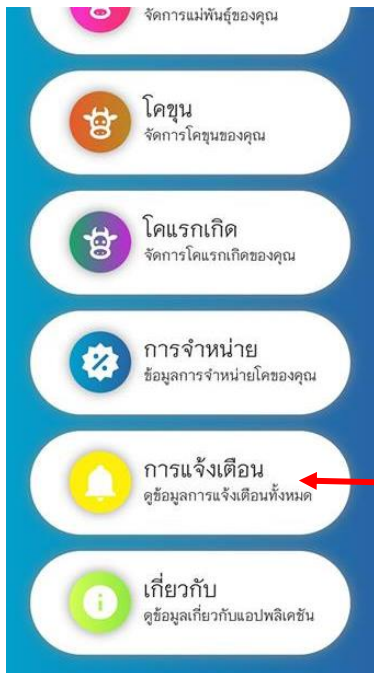 จัดการแม่พันธุ์ของคุณ
โคขุน
จัดการโคขุนของคุณ
โคแรกเกิด
จัดการโคแรกเกิดของคุณ
การจำหน่าย
ข้อมูลการจำหน่ายโคของคุณ
การแจ้งเตือน
ดูข้อมูลการแจ้งเตือนทั้งหมด
เกี่ยวกับ
ดูข้อมูลเกี่ยวกับแอปพลิเคชัน